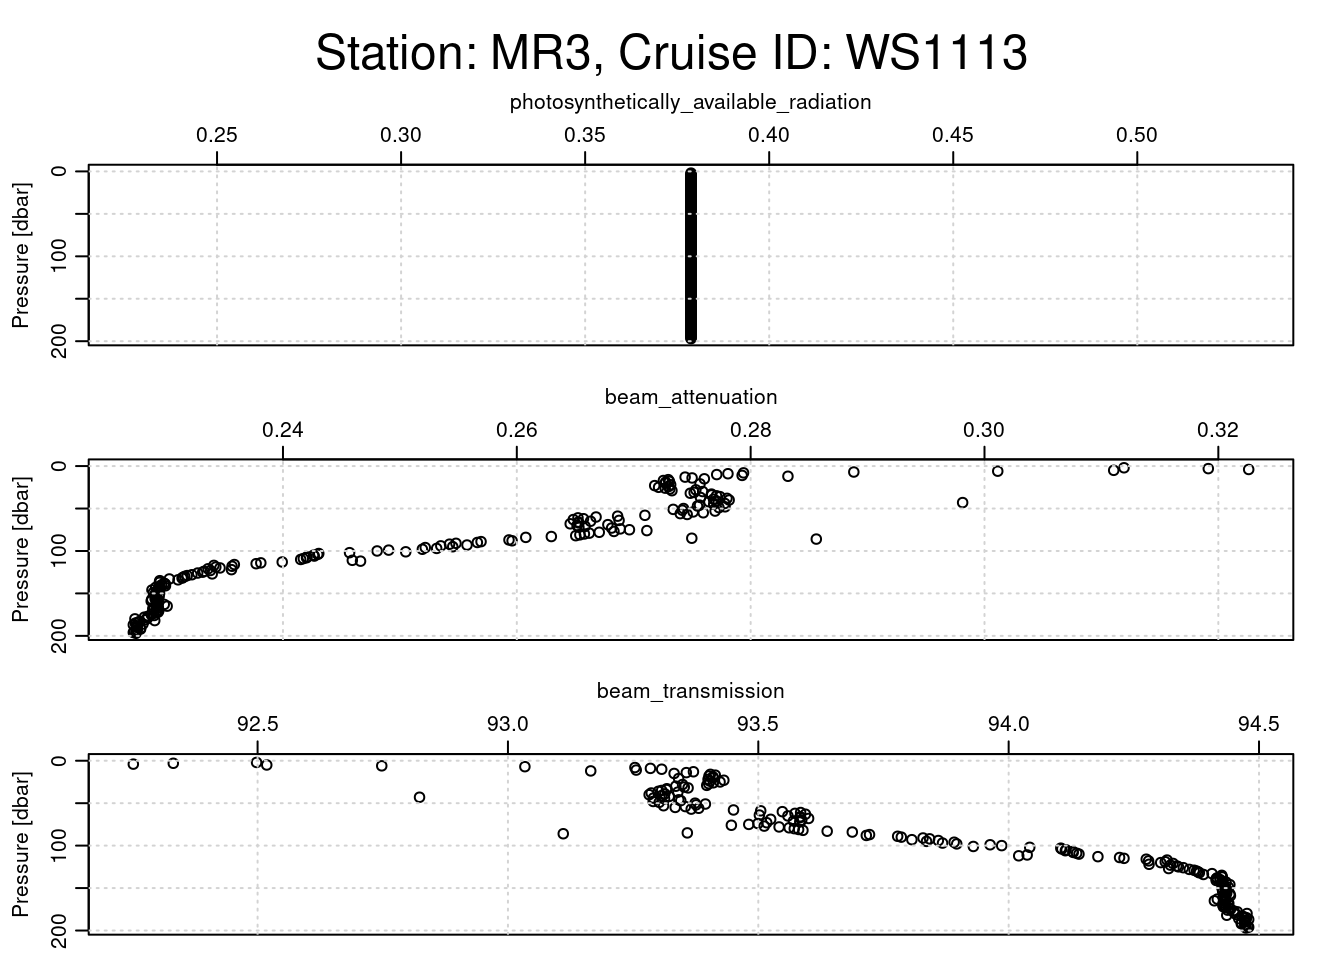 Station: MR3, Cruise ID: WS1113
photosynthetically_available_radiation
0.25 0.30 0.35 0.40 0.45 0.50
0
100
200
Pressure [dbar]
beam_attenuation
0.24 0.26 0.28 0.30 0.32
0
100
200
Pressure [dbar]
beam_transmission
92.5 93.0 93.5 94.0 94.5
0
100
200
Pressure [dbar]